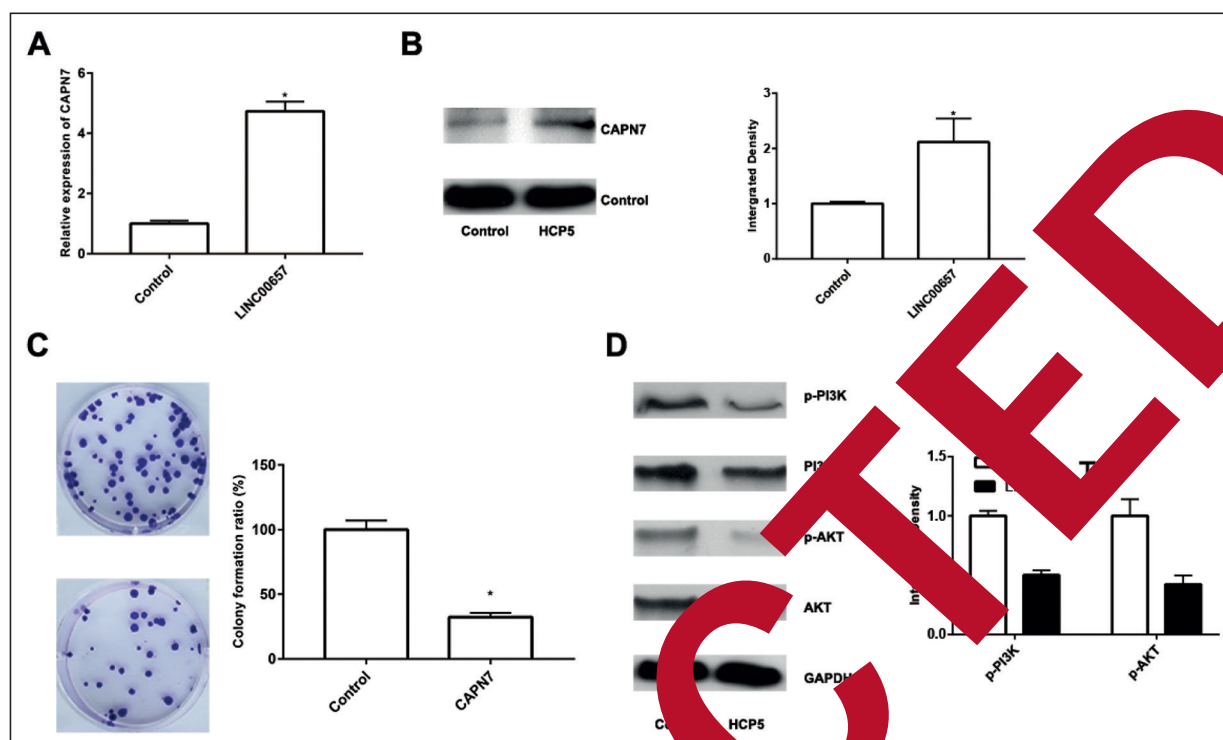 A
Relative expression of CAPN7
6
4
2
0
*
Control
LINC00657
B
CAPN7
Control
Control
HCP5
Intergrated Density
3
2
1
0
*
Control
LINC00657
C
Colony formation ratio (%)
150
100
50
0
*
Control
CAPN7
D
p-PI3K
p-AKT
AKT
GAPDH
HCP5
1.5
1.0
0.0
p-PI3K
p-AKT
CTED